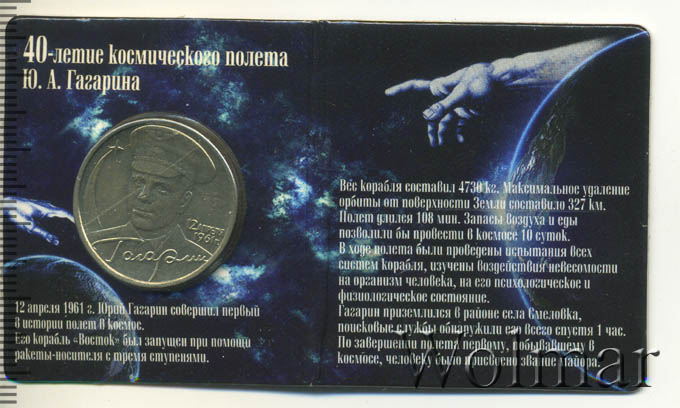 40-летие космического полета
Ю. А. Гагарина
12 апреля
1961 г.
Гагарин
12 апреля 1961 г. Юрий Гагарин совершил первый
в истории полет в космос.
Его корабль «Восток» был запущен при помощи
ракеты-носителя с тремя ступенями.
Вес корабля составил 4730 кг. Максимальное удаление
орбиты от поверхности Земли составило 327 км.
Полет длился 108 мин. Запасы воздуха и еды
позволили бы провести в космосе 10 суток.
В ходе полета были проведены испытания всех
систем корабля, изучены воздействия невесомости
на организм человека, на его психологическое и
физиологическое состояние.
Гагарин приземлился в районе села Смеловка,
поисковые службы обнаружили его всего спустя 1 час.
По завершении полета первому, побывавшему в
космосе, человеку было присвоено звание майора.
Wolmar